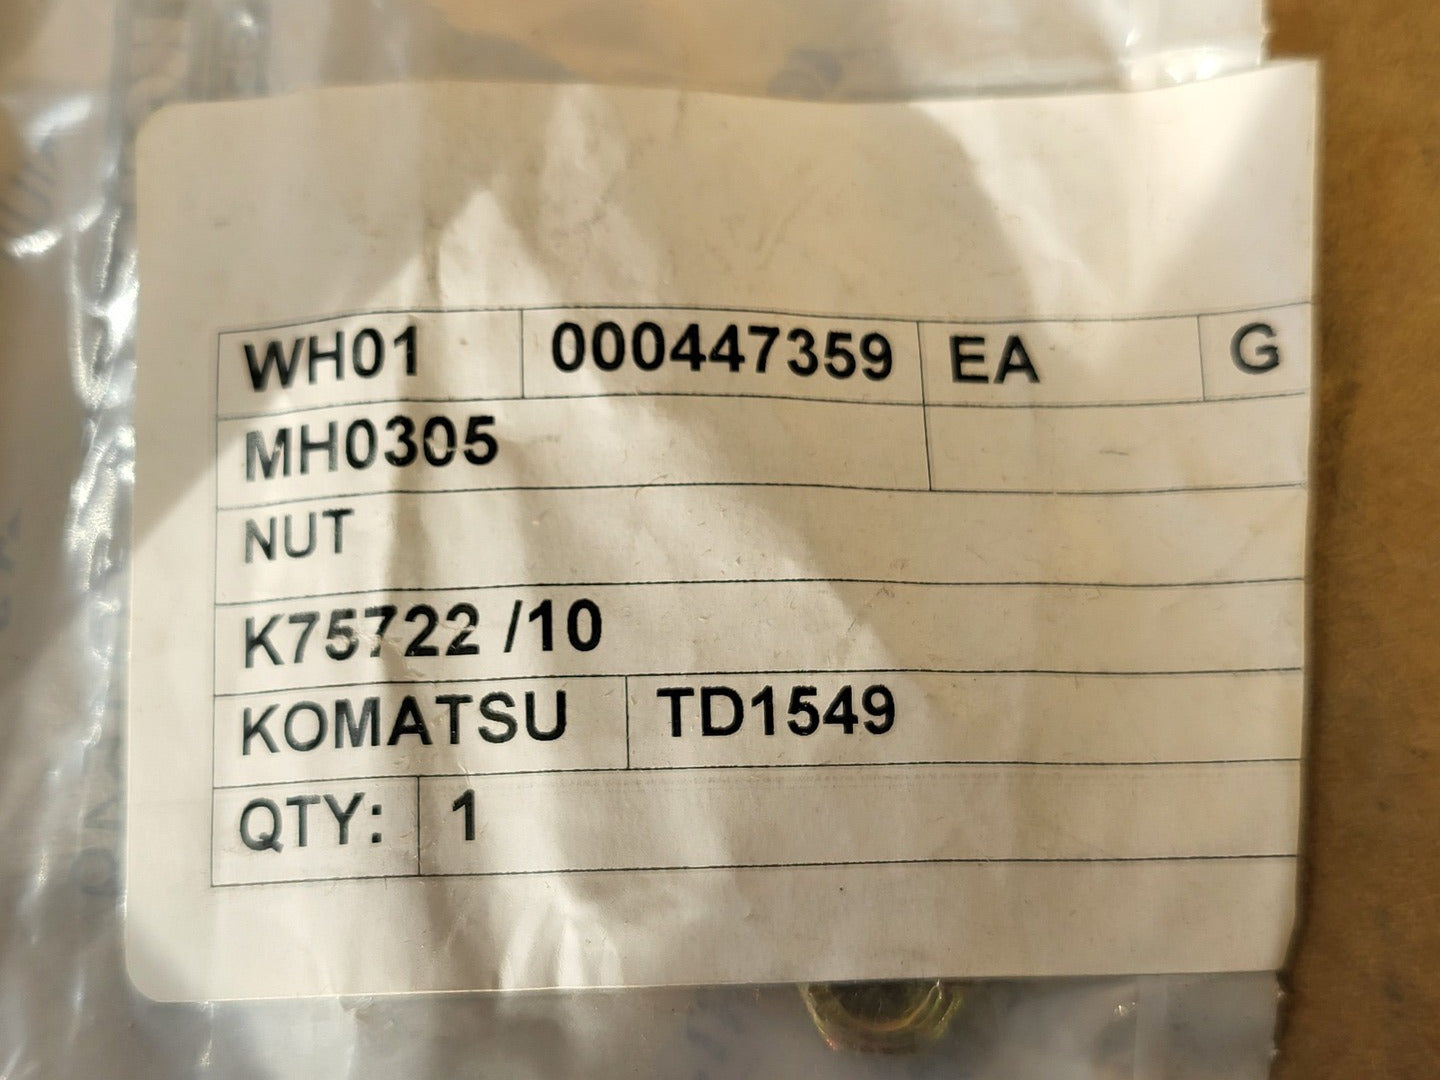 WH01 000447359 EA G
MH0305
NUT
K75722 /10
KOMATSU TD1549
QTY: 1